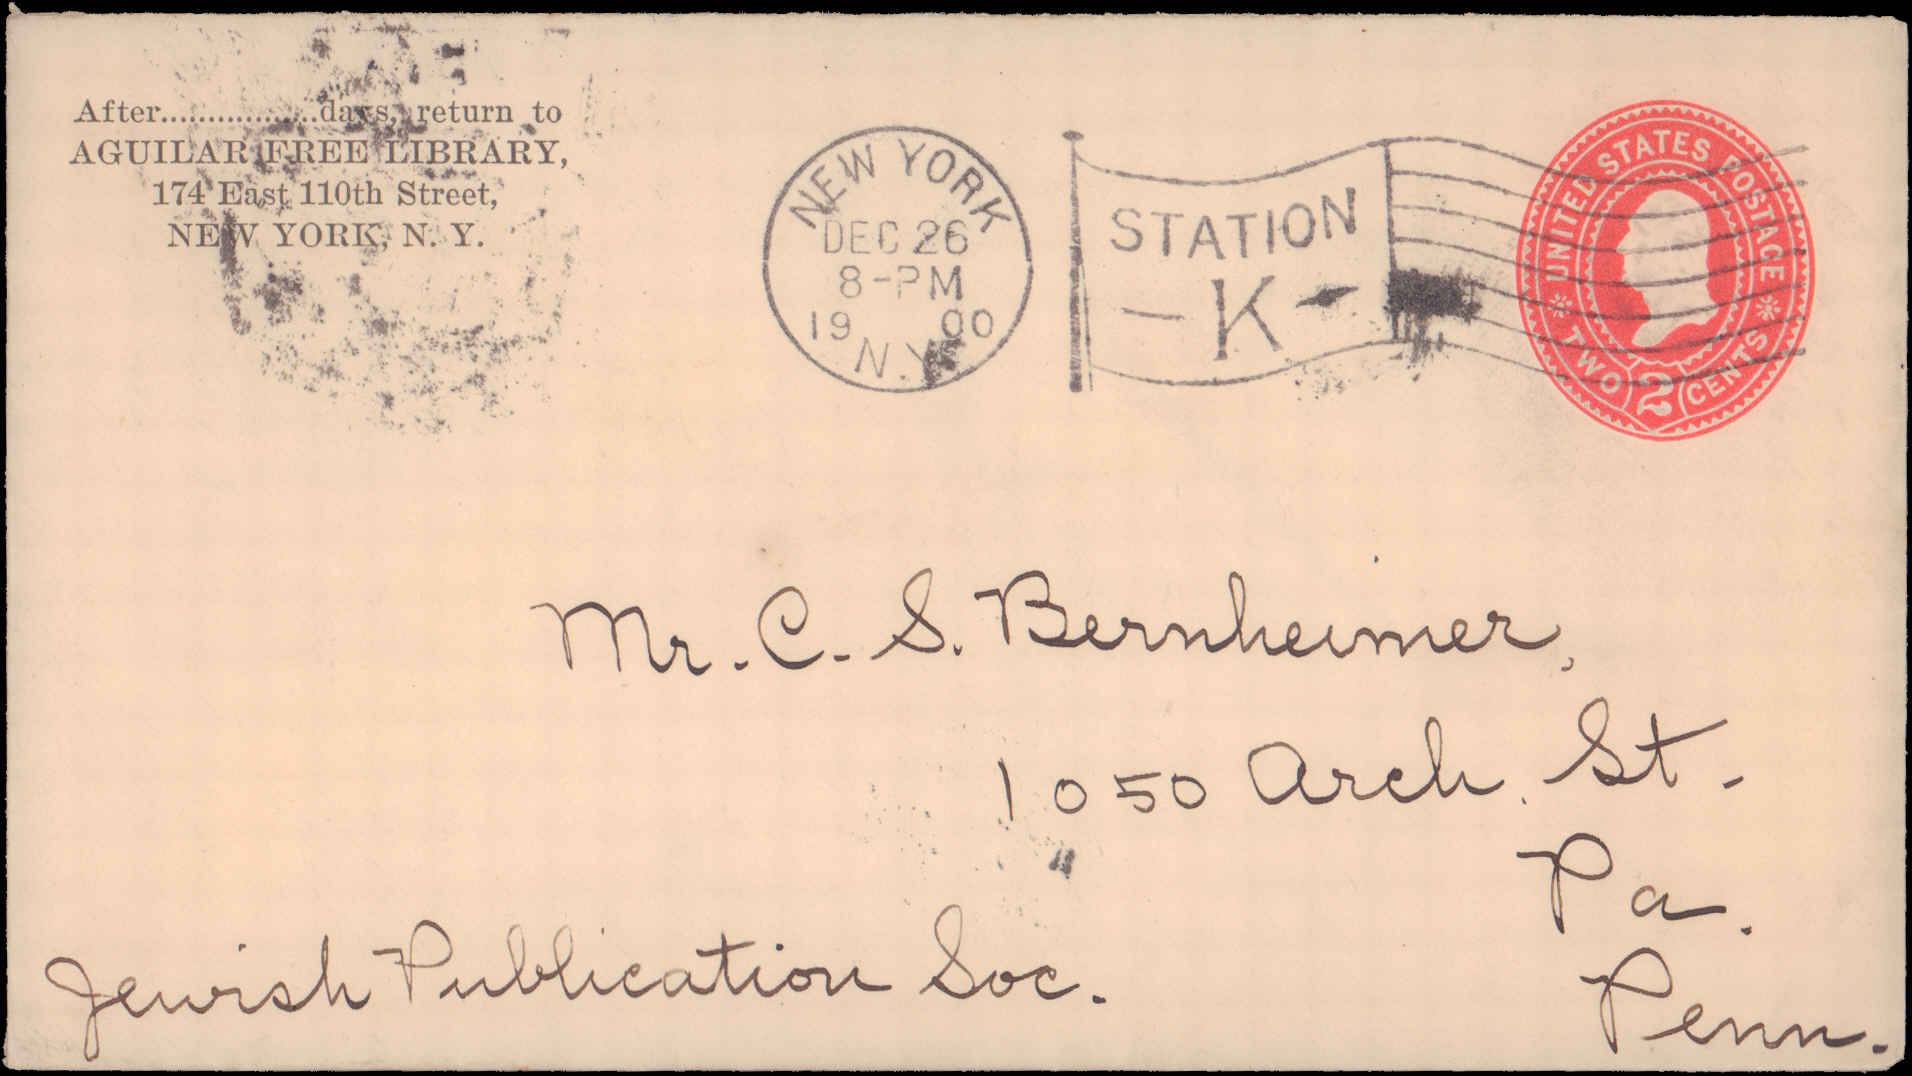 After.................days, return to
AGUILAR FREE LIBRARY,
174 East 110th Street,
NEW YORK, N. Y.
NEW YORK
DEC 26
8-PM
19 00
N.Y.
STATION
- K -
UNITED STATES POSTAGE
TWO 2 CENTS
Mr. C. S. Bernheimer,
1050 Arch. St.
Pa.
Penn.
Jewish Publication Soc.